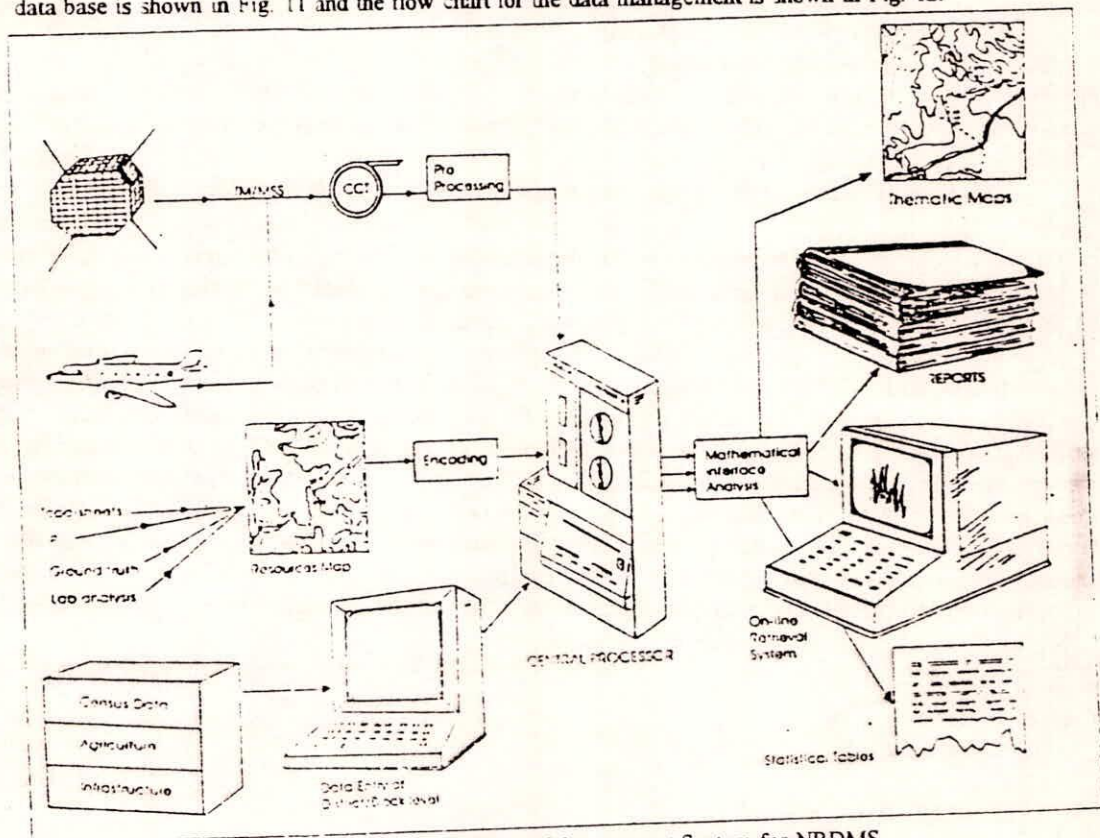 data base is shown in Fig. 11 and the flow chart for the data management is shown in Fig.
TM/MSS
CCT
Pre
Processing
Thematic Maps
REPORTS
Encoding
Mathematical
Interface
Analysis
Ground truth
Lab analysis
Resources Map
CENTRAL PROCESSOR
On-line
Retrieval
System
Census Data
Agriculture
Infrastructure
Data Entry at
District/Block level
Statistical Tables
System for NRDMS